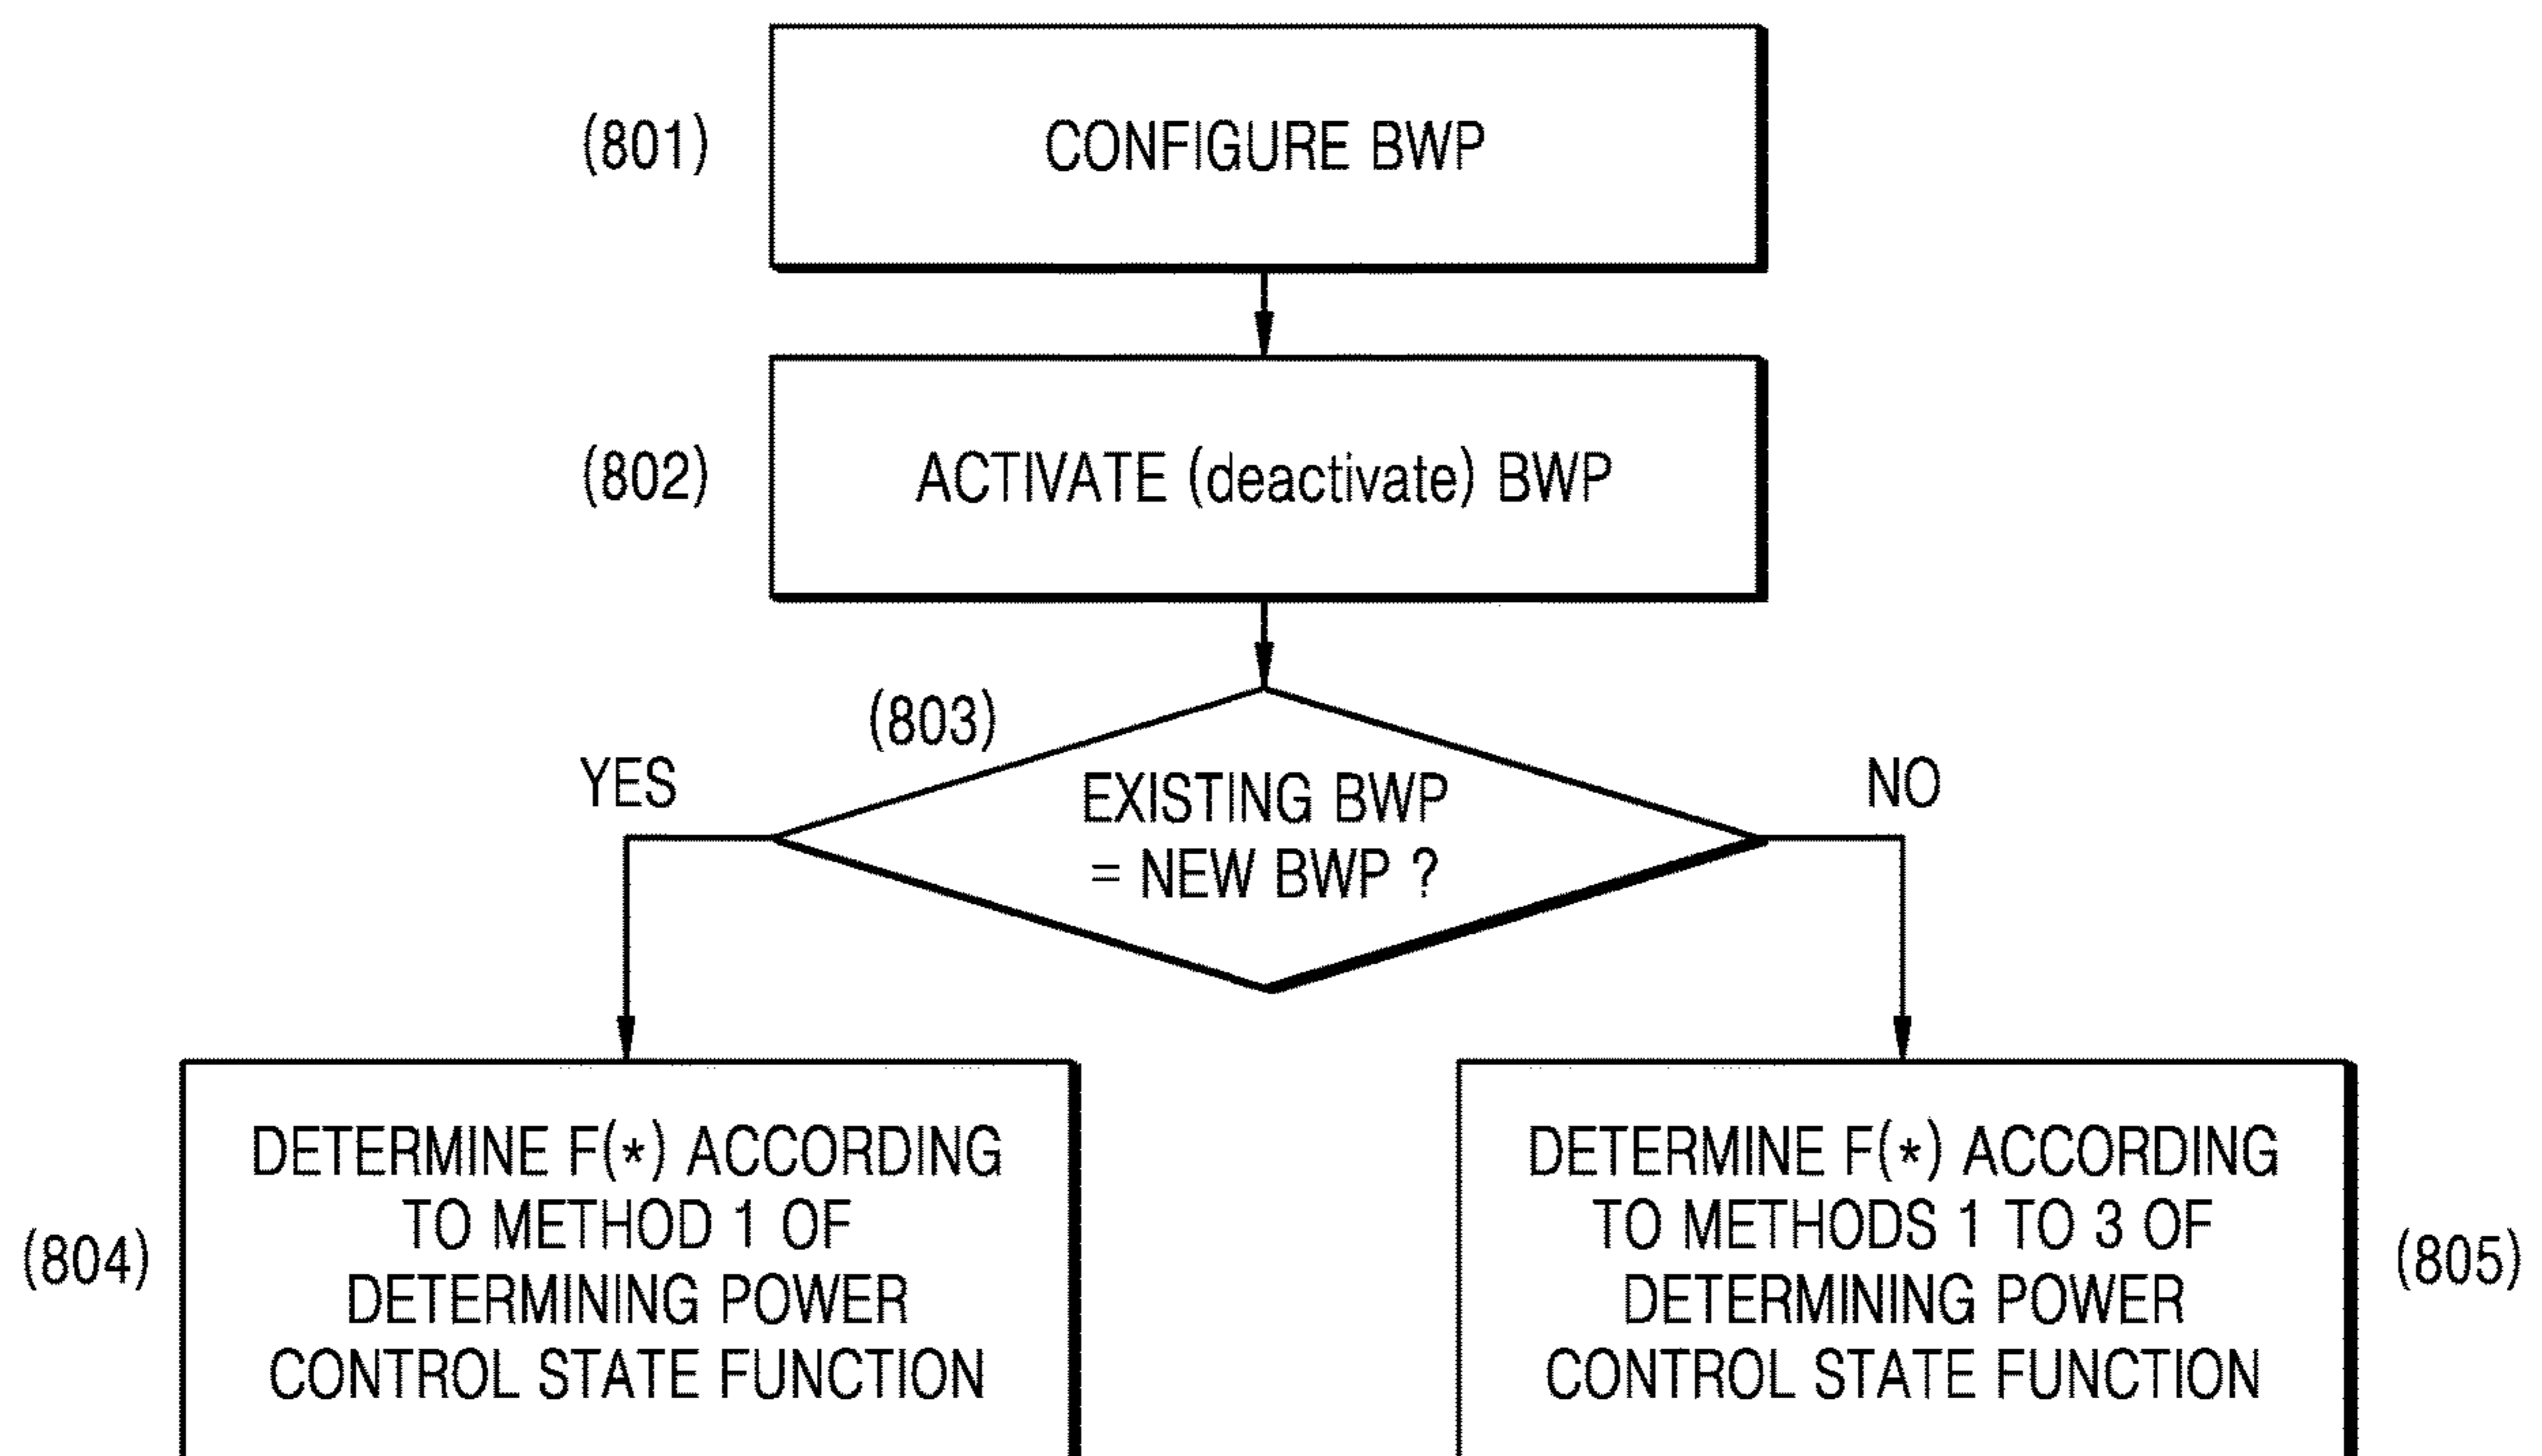 (801)
CONFIGURE BWP
(802)
ACTIVATE (deactivate) BWP
(803)
YES
EXISTING BWP
= NEW BWP ?
NO
(804)
DETERMINE F(*) ACCORDING
TO METHOD 1 OF
DETERMINING POWER
CONTROL STATE FUNCTION
DETERMINE F(*) ACCORDING
TO METHODS 1 TO 3 OF
DETERMINING POWER
CONTROL STATE FUNCTION
(805)